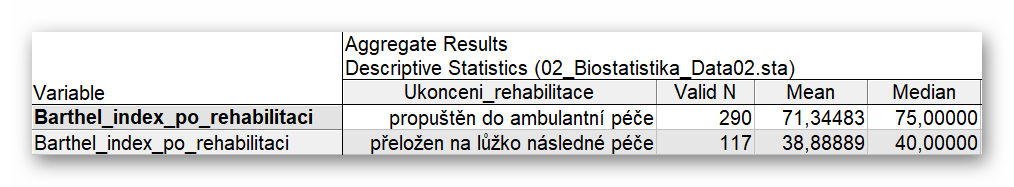 Aggregate Results
Descriptive Statistics (02_Biostatistika_Data02.sta)
Variable Ukonceni_rehabilitace Valid N Mean Median
Barthel_index_po_rehabilitaci propuštěn do ambulantní péče 290 71,34483 75,00000
Barthel_index_po_rehabilitaci přeložen na lůžko následné péče 117 38,88889 40,00000